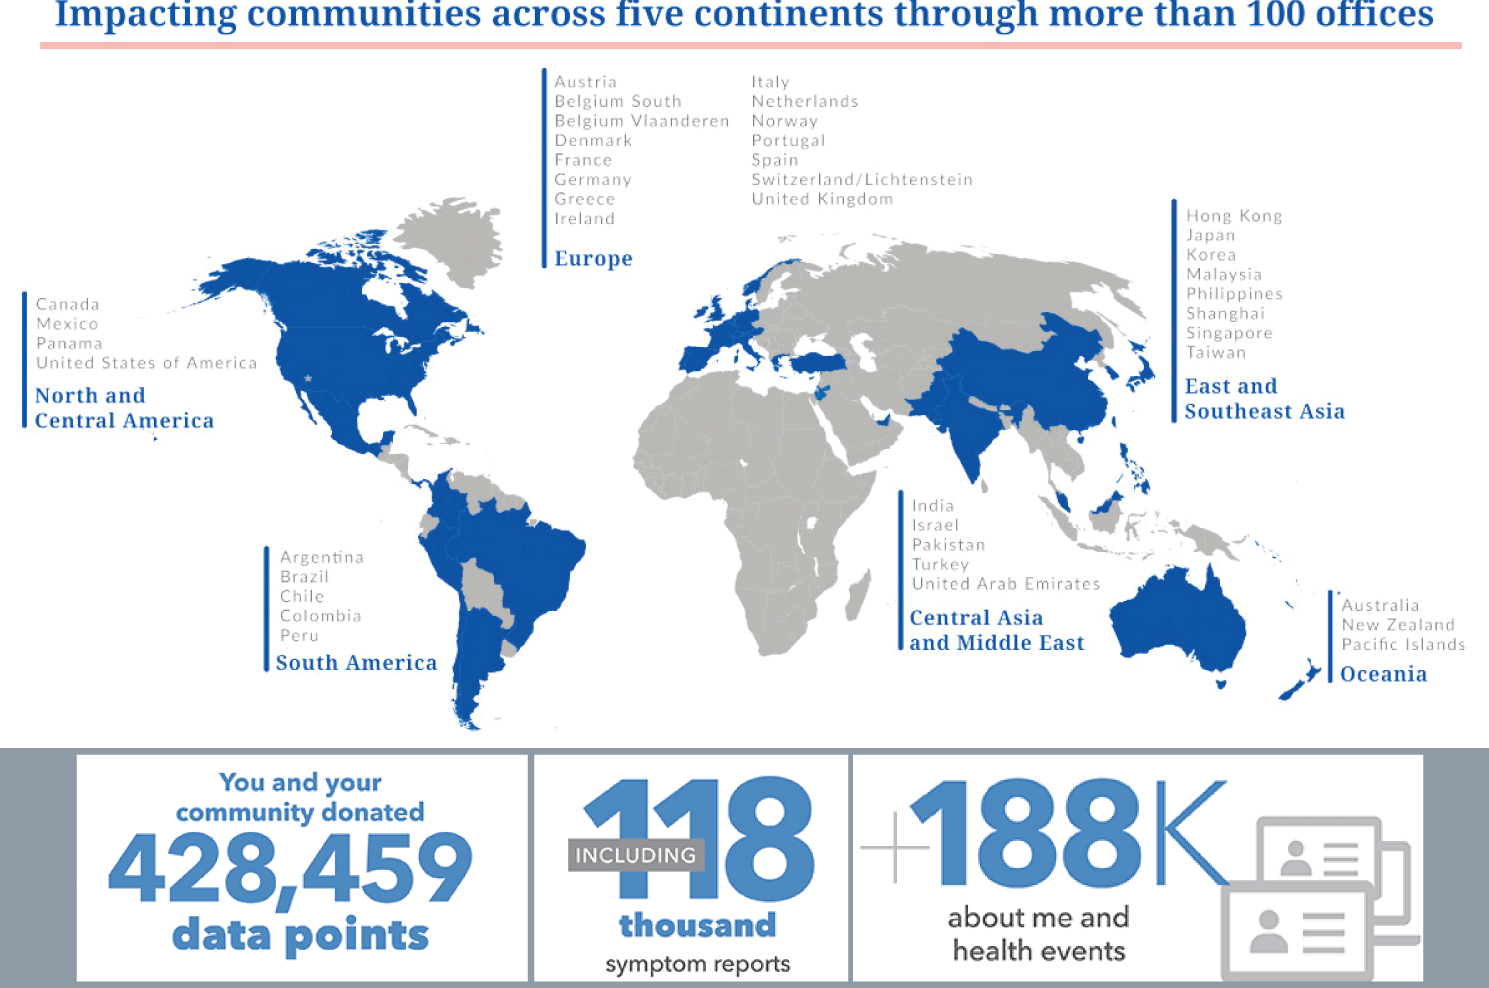 Impacting communities across five continents through more than 100 offices
Austria
Belgium South
Belgium Vlaanderen
Denmark
France
Germany
Greece
Ireland
Italy
Netherlands
Norway
Portugal
Spain
Switzerland/Lichtenstein
United Kingdom
Europe
Canada
Mexico
Panama
United States of America
North and
Central America
Hong Kong
Japan
Korea
Malaysia
Philippines
Shanghai
Singapore
Taiwan
East and
Southeast Asia
India
Israel
Pakistan
Turkey
United Arab Emirates
Central Asia
and Middle East
Argentina
Brazil
Chile
Colombia
Peru
South America
Australia
New Zealand
Pacific Islands
Oceania
You and your
community donated
428,459
data points
INCLUDING
118
thousand
symptom reports
+188K
about me and
health events